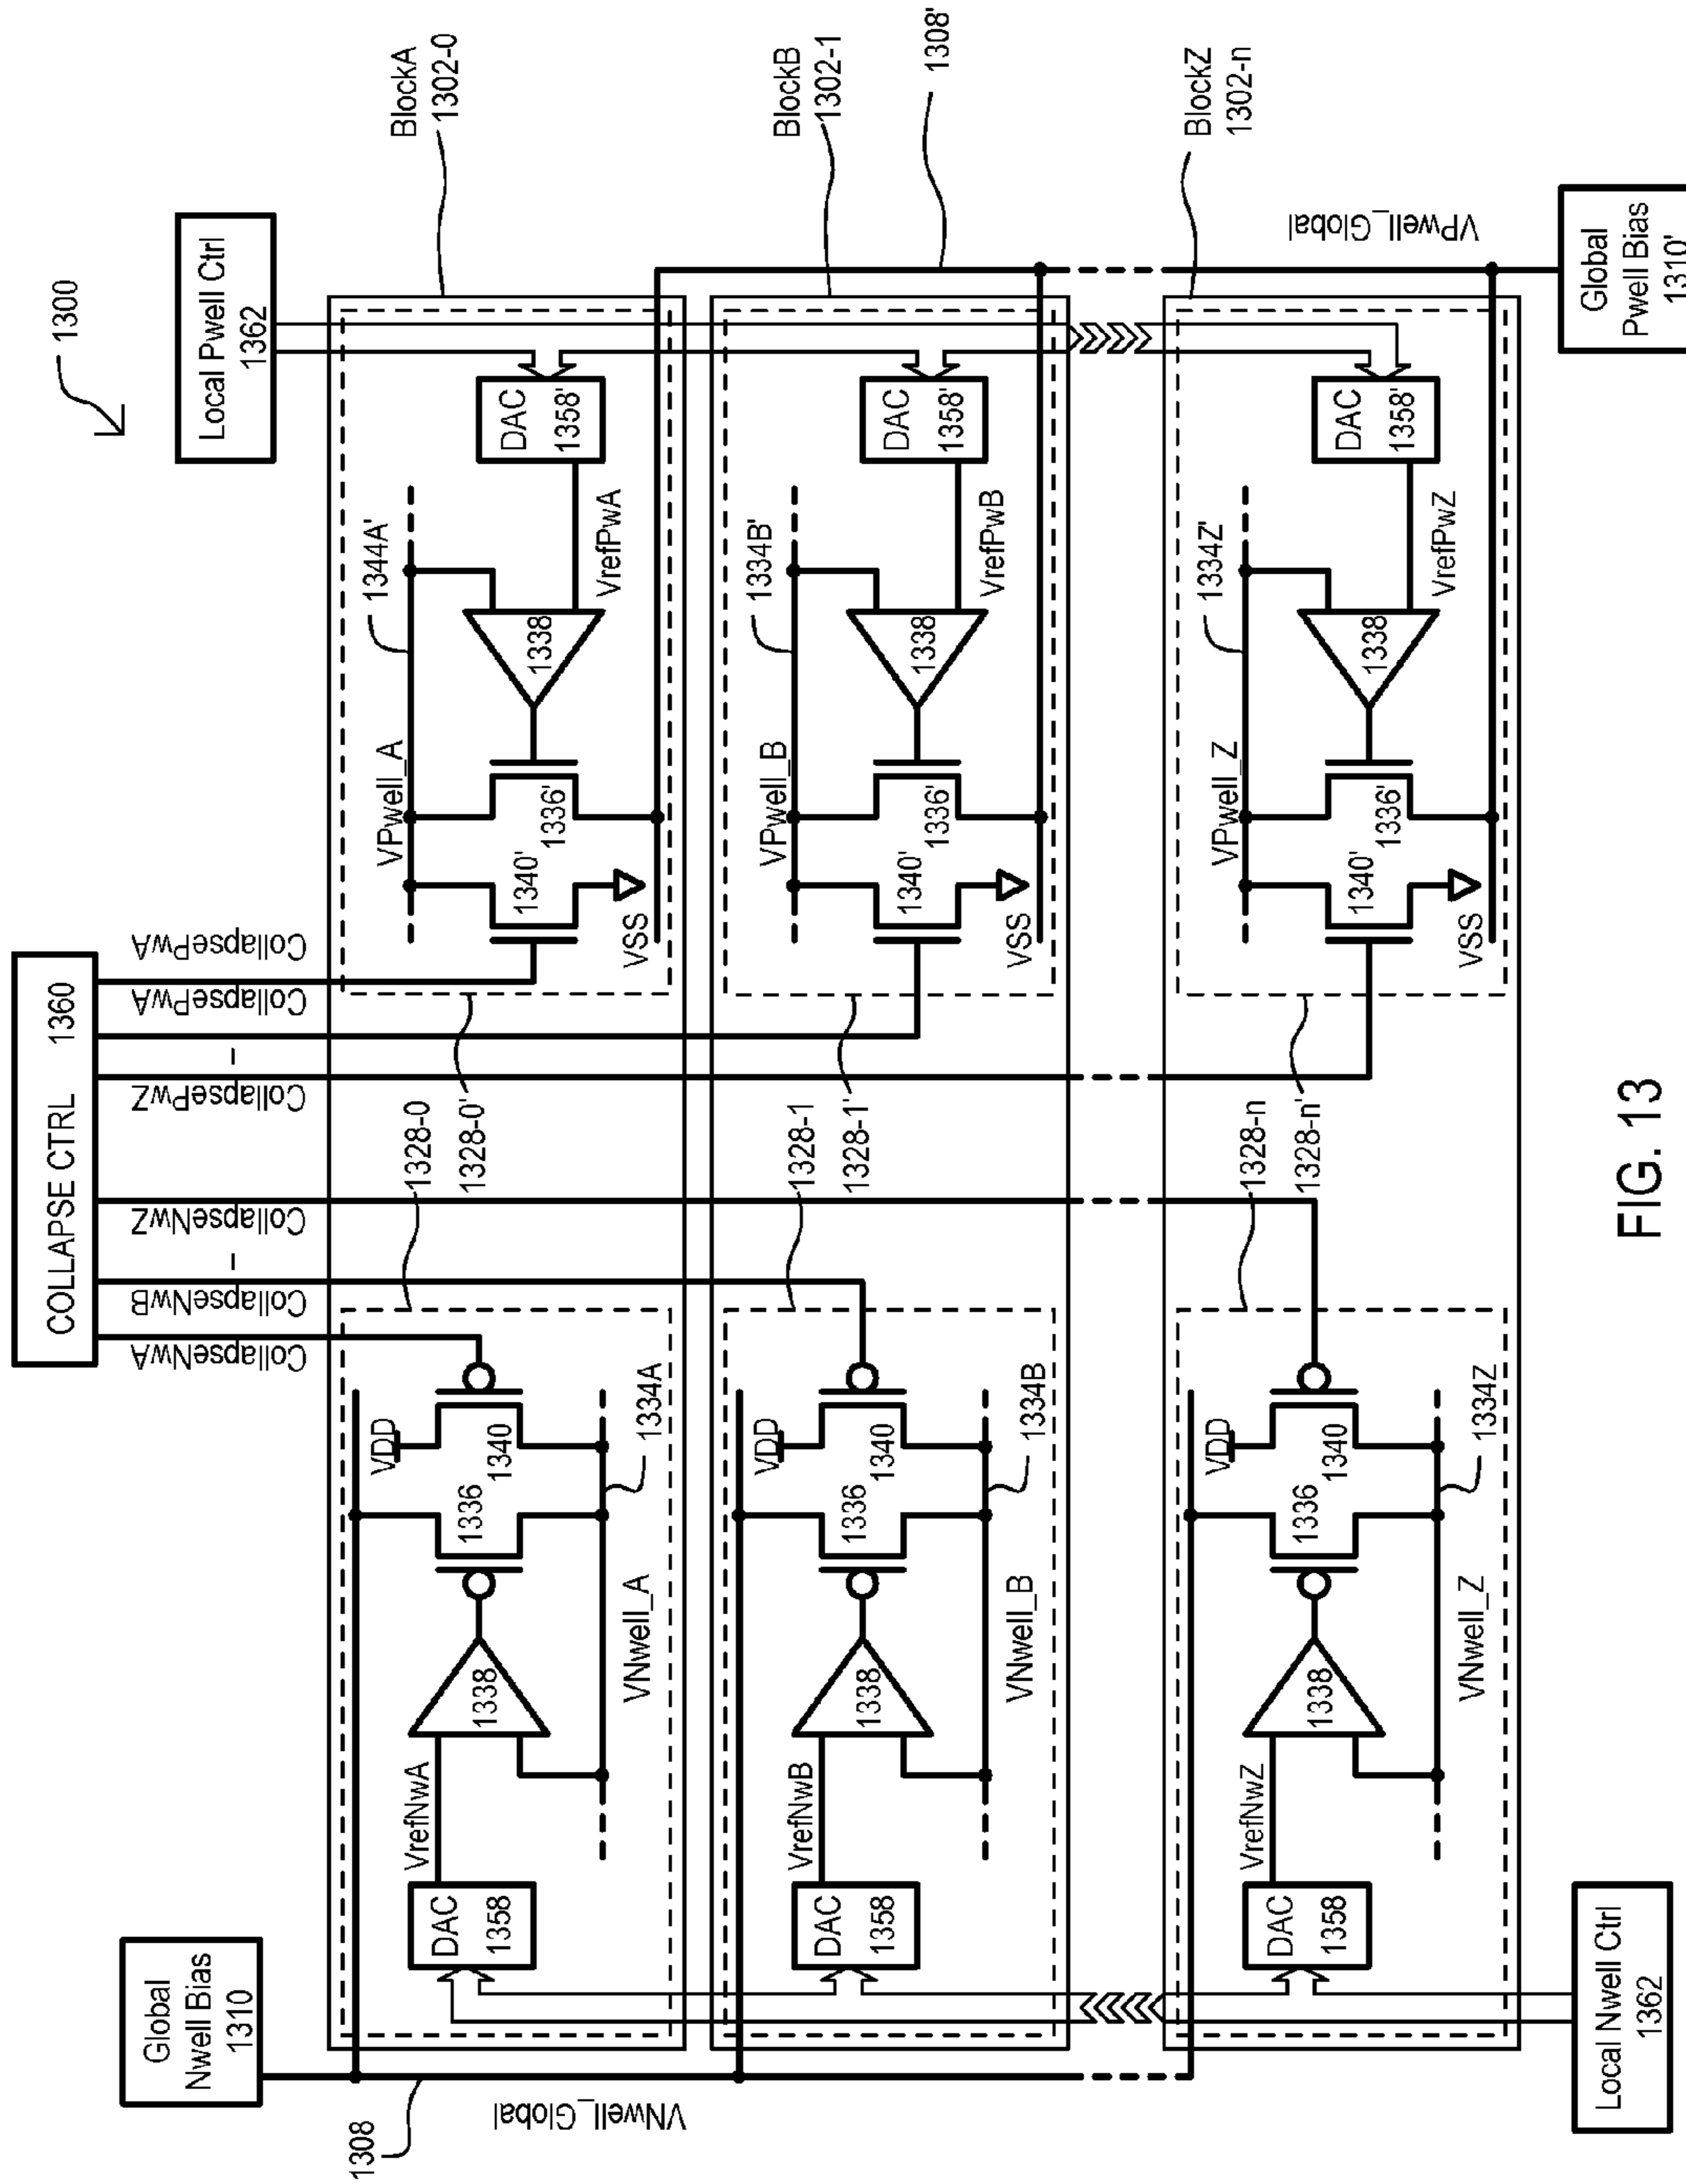 1300
COLLAPSE CTRL 1360
Global
Nwell Bias
1310
Local Pwell Ctrl
1362
CollapseNwA
CollapseNwB
–
CollapseNwZ
CollapsePwZ
–
CollapsePwA
CollapsePwA
1308
VNwell_Global
BlockA
1302-0
1328-0
1328-0'
DAC
1358
VrefNwA
1338
1336
VDD
1340
VNwell_A
1334A
VPwell_A
1344A'
1340'
1336'
VSS
1338
VrefPwA
DAC
1358'
BlockB
1302-1
1308'
1328-1
1328-1'
DAC
1358
VrefNwB
1338
1336
VDD
1340
VNwell_B
1334B
VPwell_B
1334B'
1340'
1336'
VSS
1338
VrefPwB
DAC
1358'
BlockZ
1302-n
1328-n
1328-n'
DAC
1358
VrefNwZ
1338
1336
VDD
1340
VNwell_Z
1334Z
VPwell_Z
1334Z'
1340'
1336'
VSS
1338
VrefPwZ
DAC
1358'
VPwell_Global
Local Nwell Ctrl
1362
Global
Pwell Bias
1310'
FIG. 13